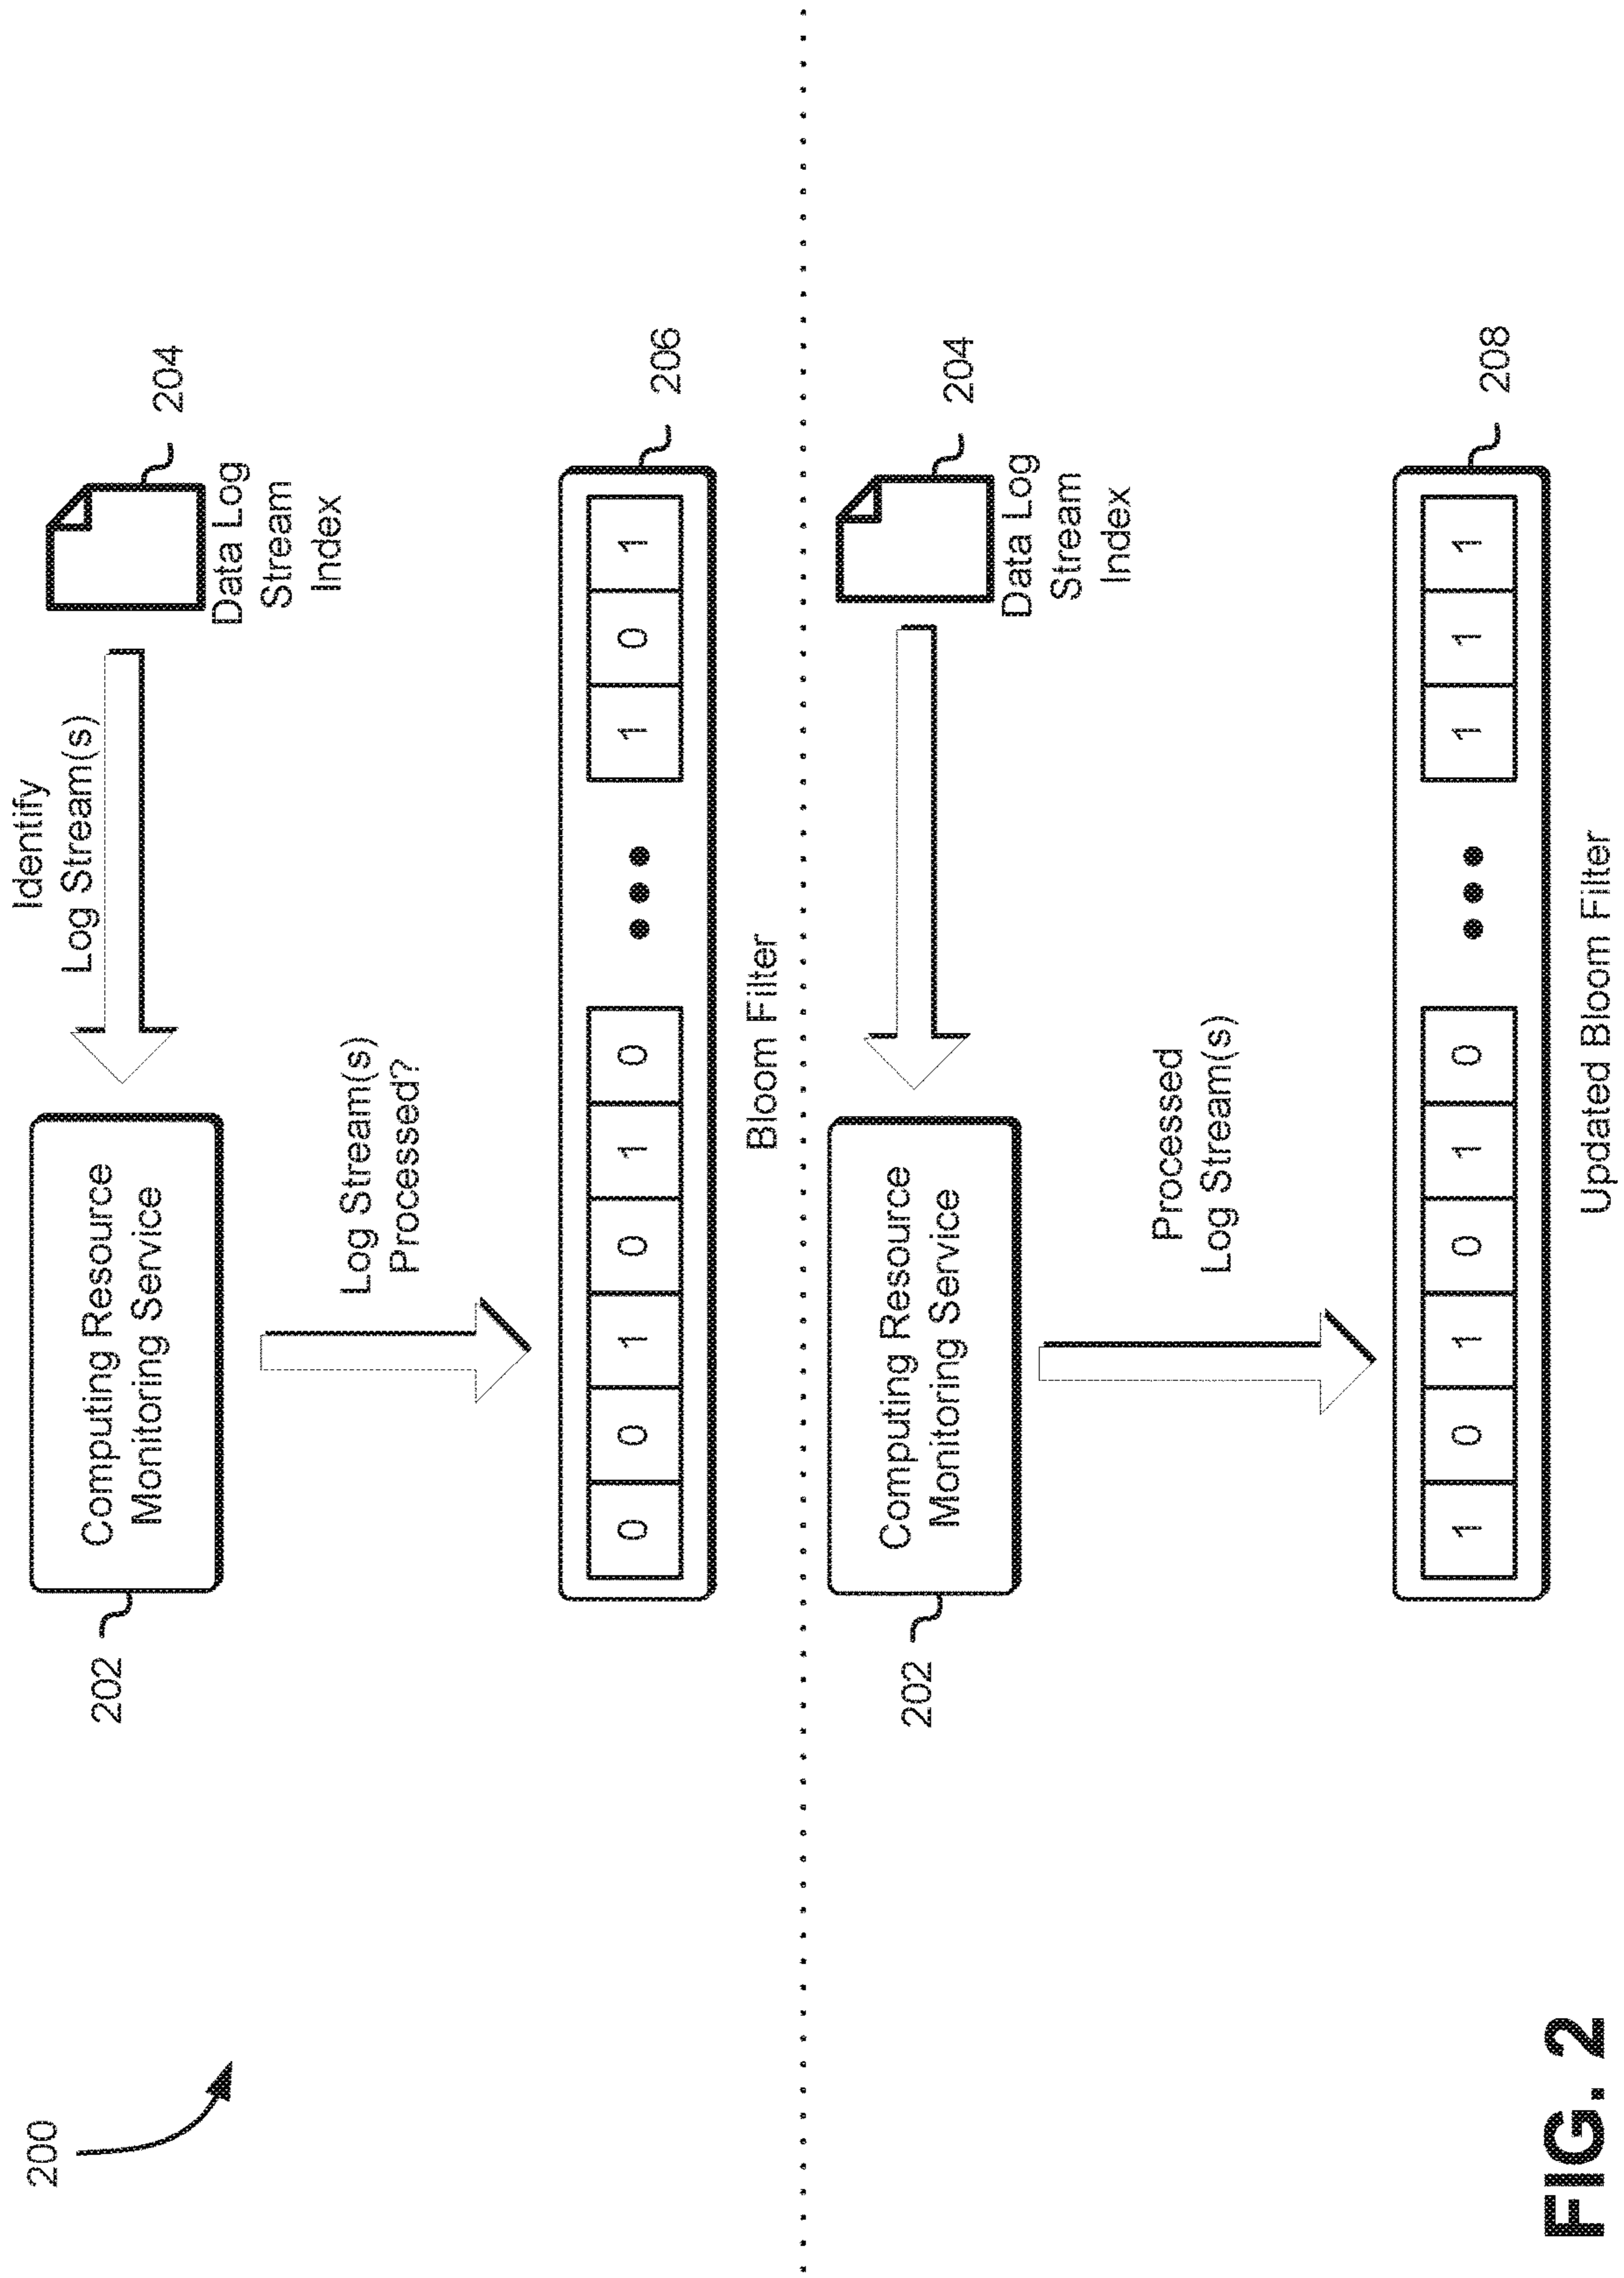 200
Identify
Log Stream(s)
202
Computing Resource
Monitoring Service
204
Data Log
Stream
Index
Log Stream(s)
Processed?
206
0 0 1 0 1 0 ••• 1 0 1
Bloom Filter
202
Computing Resource
Monitoring Service
204
Data Log
Stream
Index
Processed
Log Stream(s)
208
1 0 1 0 1 0 ••• 1 1 1
Updated Bloom Filter
FIG. 2